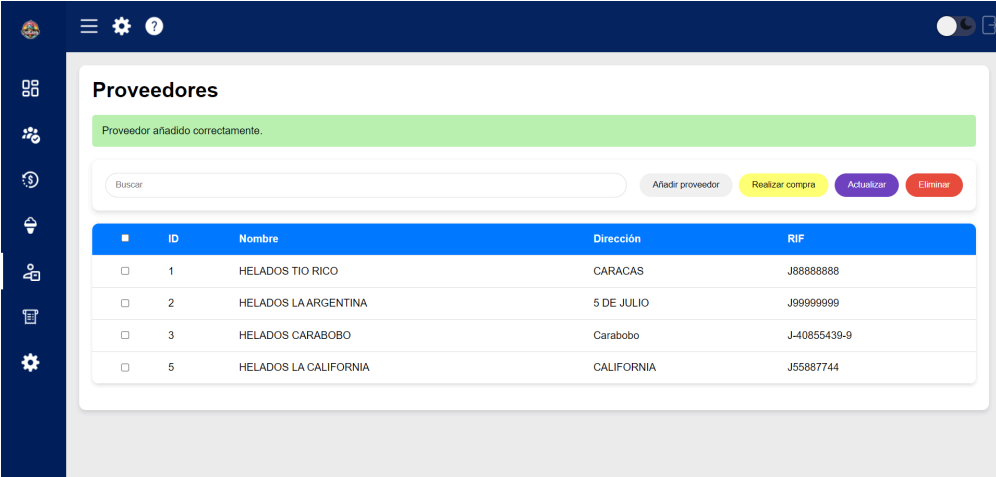 Proveedores
Proveedor añadido correctamente.
Buscar Añadir proveedor Realizar compra Actualizar Eliminar
ID Nombre Dirección RIF
1 HELADOS TIO RICO CARACAS J88888888
2 HELADOS LA ARGENTINA 5 DE JULIO J99999999
3 HELADOS CARABOBO Carabobo J-40855439-9
5 HELADOS LA CALIFORNIA CALIFORNIA J55887744